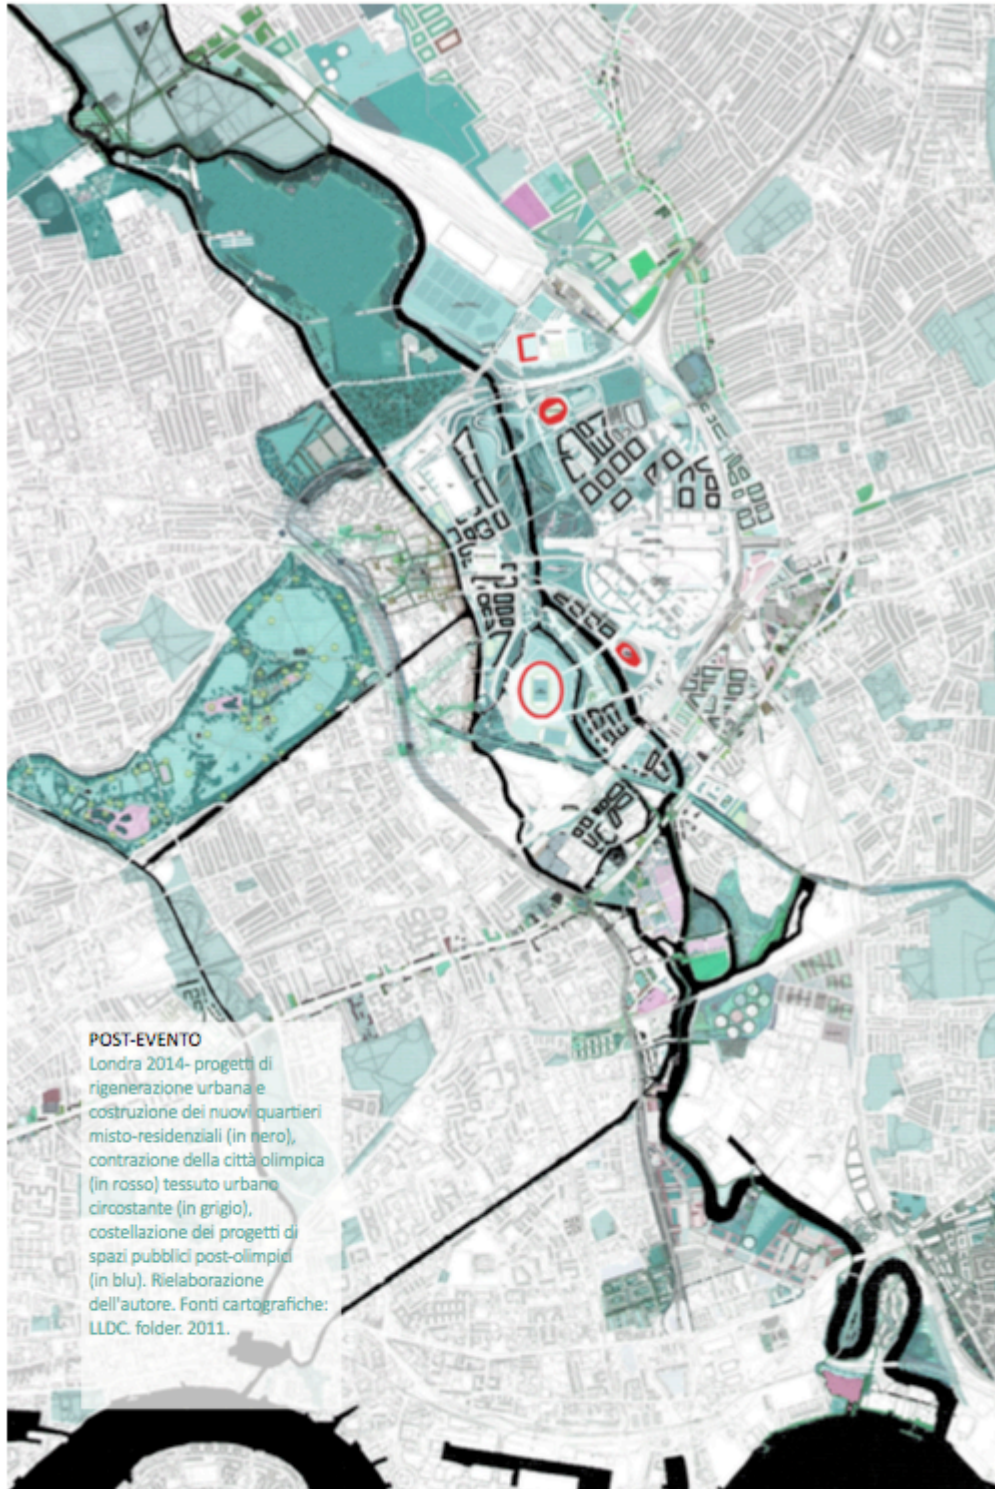 POST-EVENTO
Londra 2014- progetti di
rigenerazione urbana e
costruzione dei nuovi quartieri
misto-residenziali (in nero),
contrazione della città olimpica
(in rosso) tessuto urbano
circostante (in grigio),
costellazione dei progetti di
spazi pubblici post-olimpici
(in blu). Rielaborazione
dell'autore. Fonti cartografiche:
LLDC. folder. 2011.